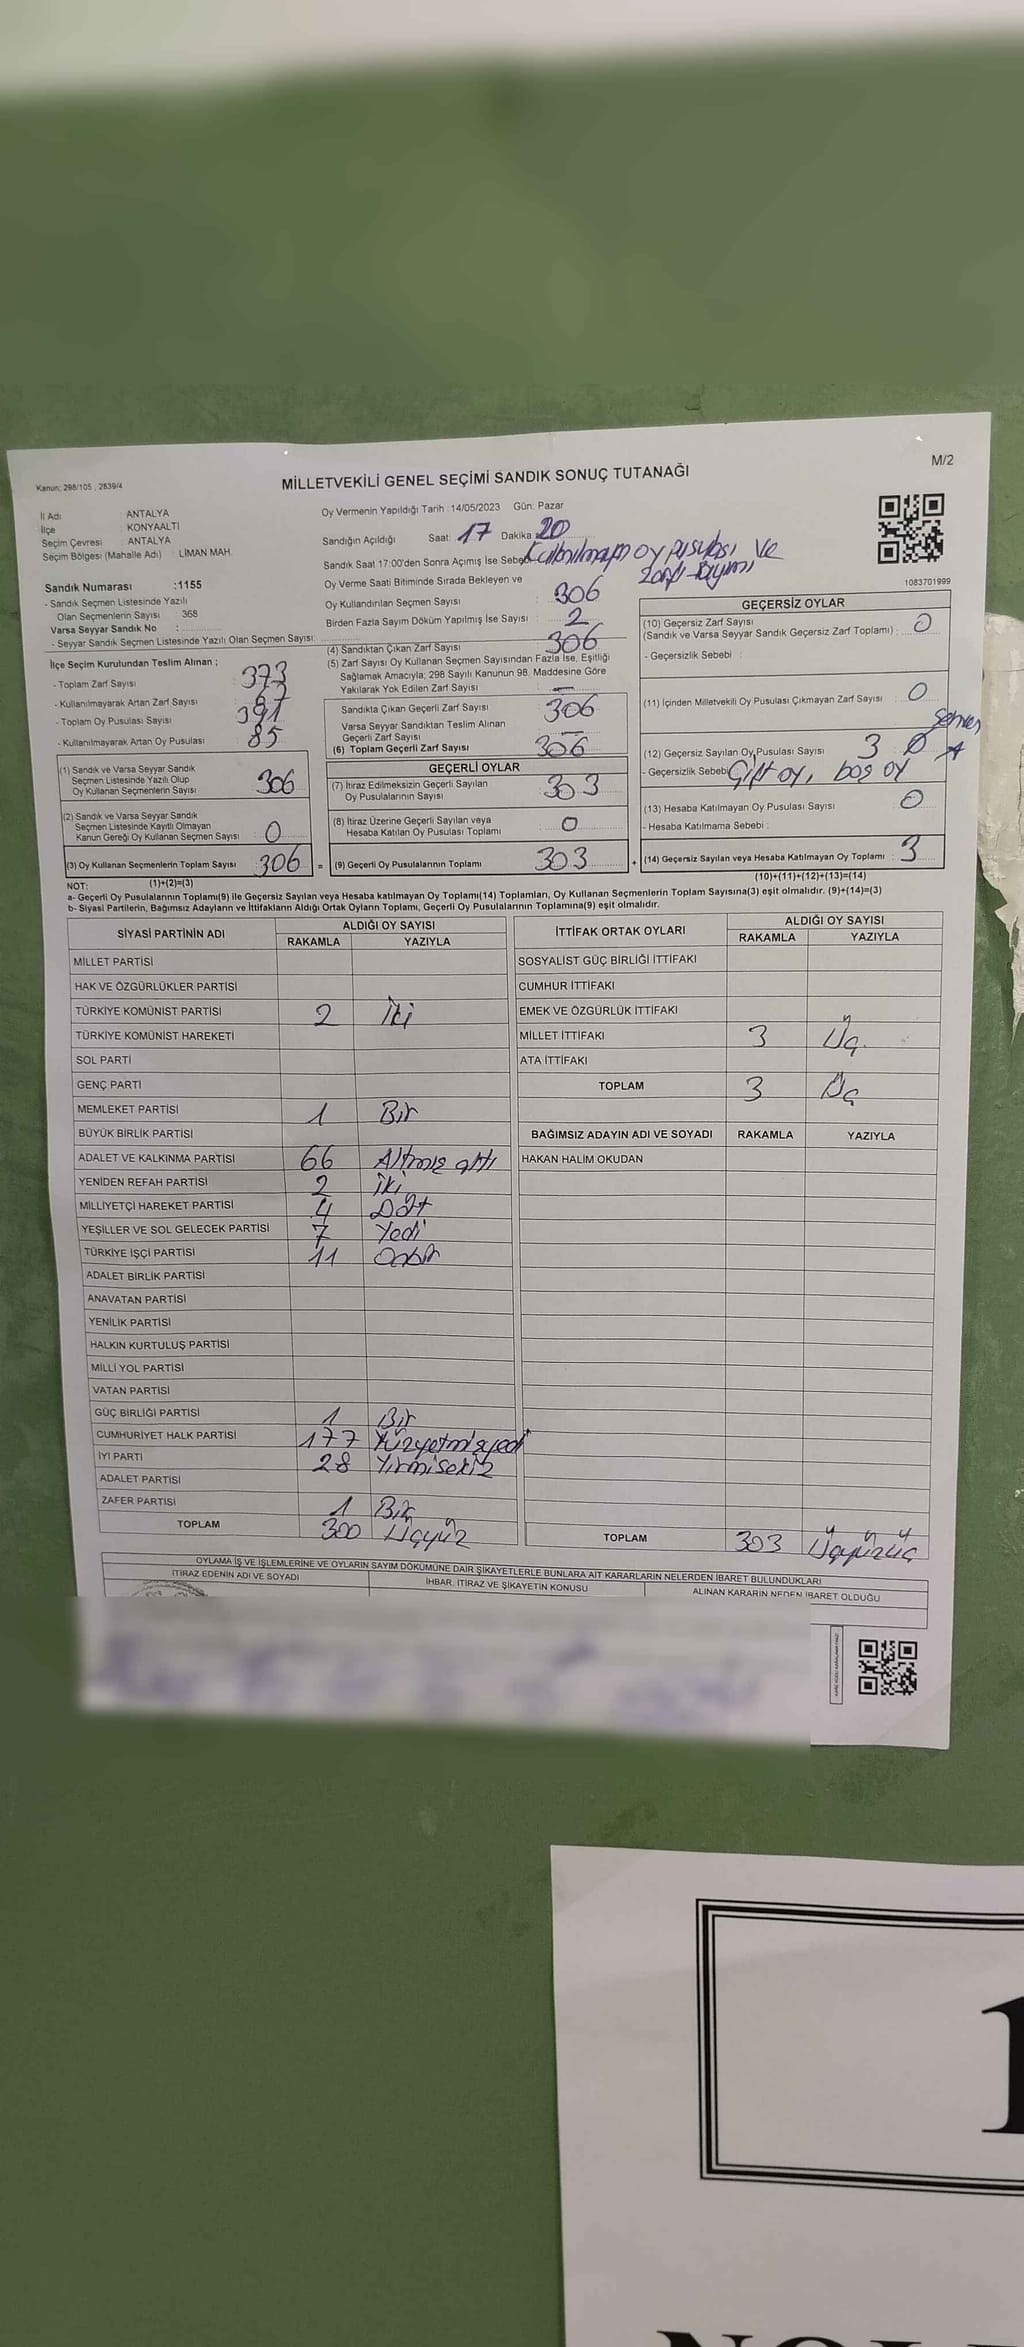 Kanun: 298/105 , 2839/4
MİLLETVEKİLİ GENEL SEÇİMİ SANDIK SONUÇ TUTANAĞI
M/2
İl Adı : ANTALYA
İlçe : KONYAALTI
Seçim Çevresi : ANTALYA
Seçim Bölgesi (Mahalle Adı) : LİMAN MAH.
Sandık Numarası :1155
- Sandık Seçmen Listesinde Yazılı
Olan Seçmenlerin Sayısı : 368
Varsa Seyyar Sandık No :
- Seyyar Sandık Seçmen Listesinde Yazılı Olan Seçmen Sayısı:
Oy Vermenin Yapıldığı Tarih :14/05/2023 Gün: Pazar
Sandığın Açıldığı Saat: 17 Dakika: 20
Sandık Saat 17:00'den Sonra Açımış İse Sebebi Kullanılmayan oy pusulası ve
zarf sayımı
Oy Verme Saati Bitiminde Sırada Bekleyen ve
Oy Kullandırılan Seçmen Sayısı : 306
Birden Fazla Sayım Döküm Yapılmış İse Sayısı : 2
1083701999
İlçe Seçim Kurulundan Teslim Alınan ;
- Toplam Zarf Sayısı : 373
- Kullanılmayarak Artan Zarf Sayısı :
- Toplam Oy Pusulası Sayısı : 391
- Kullanılmayarak Artan Oy Pusulası : 85
(4) Sandıktan Çıkan Zarf Sayısı : 306
(5) Zarf Sayısı Oy Kullanan Seçmen Sayısından Fazla İse, Eşitliği
Sağlamak Amacıyla; 298 Sayılı Kanunun 98. Maddesine Göre
Yakılarak Yok Edilen Zarf Sayısı : —
Sandıkta Çıkan Geçerli Zarf Sayısı : 306
Varsa Seyyar Sandıktan Teslim Alınan
Geçerli Zarf Sayısı : —
(6) Toplam Geçerli Zarf Sayısı : 306
(1) Sandık ve Varsa Seyyar Sandık
Seçmen Listesinde Yazılı Olup
Oy Kullanan Seçmenlerin Sayısı : 306
(2) Sandık ve Varsa Seyyar Sandık
Seçmen Listesinde Kayıtlı Olmayan
Kanun Gereği Oy Kullanan Seçmen Sayısı : 0
(3) Oy Kullanan Seçmenlerin Toplam Sayısı : 306
GEÇERLİ OYLAR
(7) İtiraz Edilmeksizin Geçerli Sayılan
Oy Pusulalarının Sayısı : 303
(8) İtiraz Üzerine Geçerli Sayılan veya
Hesaba Katılan Oy Pusulası Toplamı : 0
= (9) Geçerli Oy Pusulalarının Toplamı : 303
GEÇERSİZ OYLAR
(10) Geçersiz Zarf Sayısı
(Sandık ve Varsa Seyyar Sandık Geçersiz Zarf Toplamı) : 0
- Geçersizlik Sebebi :
(11) İçinden Milletvekili Oy Pusulası Çıkmayan Zarf Sayısı : 0
(12) Geçersiz Sayılan Oy Pusulası Sayısı : 3 0
- Geçersizlik Sebebi : Çift oy, boş oy
(13) Hesaba Katılmayan Oy Pusulası Sayısı : 0
- Hesaba Katılmama Sebebi :
+ (14) Geçersiz Sayılan veya Hesaba Katılmayan Oy Toplamı : 3
NOT: (1)+(2)=(3)
(10)+(11)+(12)+(13)=(14)
a- Geçerli Oy Pusulalarının Toplamı(9) ile Geçersiz Sayılan veya Hesaba katılmayan Oy Toplamı(14) Toplamları, Oy Kullanan Seçmenlerin Toplam Sayısına(3) eşit olmalıdır. (9)+(14)=(3)
b- Siyasi Partilerin, Bağımsız Adayların ve İttifakların Aldığı Ortak Oyların Toplamı, Geçerli Oy Pusulalarının Toplamına(9) eşit olmalıdır.
SİYASİ PARTİNİN ADI
ALDIĞI OY SAYISI
RAKAMLA YAZIYLA
MİLLET PARTİSİ
HAK VE ÖZGÜRLÜKLER PARTİSİ
TÜRKİYE KOMÜNİST PARTİSİ 2 İki
TÜRKİYE KOMÜNİST HAREKETİ
SOL PARTİ
GENÇ PARTİ
MEMLEKET PARTİSİ 1 Bir
BÜYÜK BİRLİK PARTİSİ
ADALET VE KALKINMA PARTİSİ 66 Altmış altı
YENİDEN REFAH PARTİSİ 2 İki
MİLLİYETÇİ HAREKET PARTİSİ 4 Dört
YEŞİLLER VE SOL GELECEK PARTİSİ 7 Yedi
TÜRKİYE İŞÇİ PARTİSİ 11 Onbir
ADALET BİRLİK PARTİSİ
ANAVATAN PARTİSİ
YENİLİK PARTİSİ
HALKIN KURTULUŞ PARTİSİ
MİLLİ YOL PARTİSİ
VATAN PARTİSİ
GÜÇ BİRLİĞİ PARTİSİ 1 Bir
CUMHURİYET HALK PARTİSİ 177 Yüzyetmişyedi
İYİ PARTİ 28 Yirmisekiz
ADALET PARTİSİ
ZAFER PARTİSİ 1 Bir
TOPLAM 300 Üçyüz
İTTİFAK ORTAK OYLARI
ALDIĞI OY SAYISI
RAKAMLA YAZIYLA
SOSYALİST GÜÇ BİRLİĞİ İTTİFAKI
CUMHUR İTTİFAKI
EMEK VE ÖZGÜRLÜK İTTİFAKI
MİLLET İTTİFAKI 3 Üç
ATA İTTİFAKI
TOPLAM 3 Üç
BAĞIMSIZ ADAYIN ADI VE SOYADI RAKAMLA YAZIYLA
HAKAN HALİM OKUDAN
TOPLAM 303 Üçyüzüç
OYLAMA İŞ VE İŞLEMLERİNE VE OYLARIN SAYIM DÖKÜMÜNE DAİR ŞİKAYETLERLE BUNLARA AİT KARARLARIN NELERDEN İBARET BULUNDUKLARI
İTİRAZ EDENİN ADI VE SOYADI
İHBAR, İTİRAZ VE ŞİKAYETİN KONUSU
ALINAN KARARIN NEDEN İBARET OLDUĞU
1